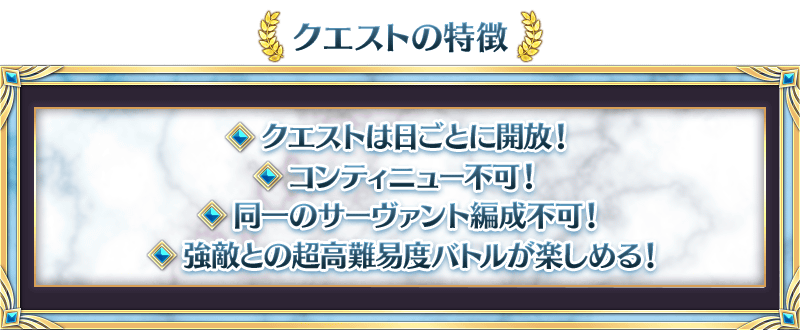 クエストの特徴
クエストは日ごとに開放！
コンティニュー不可！
同一のサーヴァント編成不可！
強敵との超高難易度バトルが楽しめる！